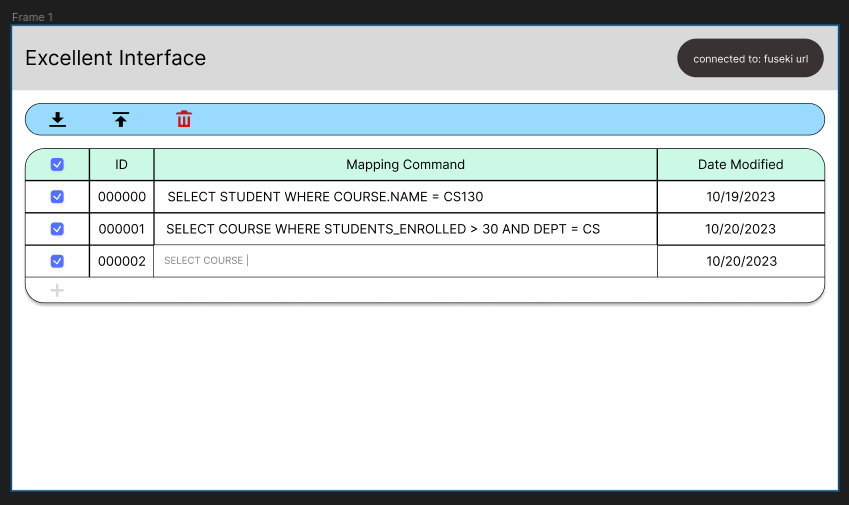 Frame 1
Excellent Interface
connected to: fuseki url
ID Mapping Command Date Modified
000000 SELECT STUDENT WHERE COURSE.NAME = CS130 10/19/2023
000001 SELECT COURSE WHERE STUDENTS_ENROLLED > 30 AND DEPT = CS 10/20/2023
000002 SELECT COURSE | 10/20/2023